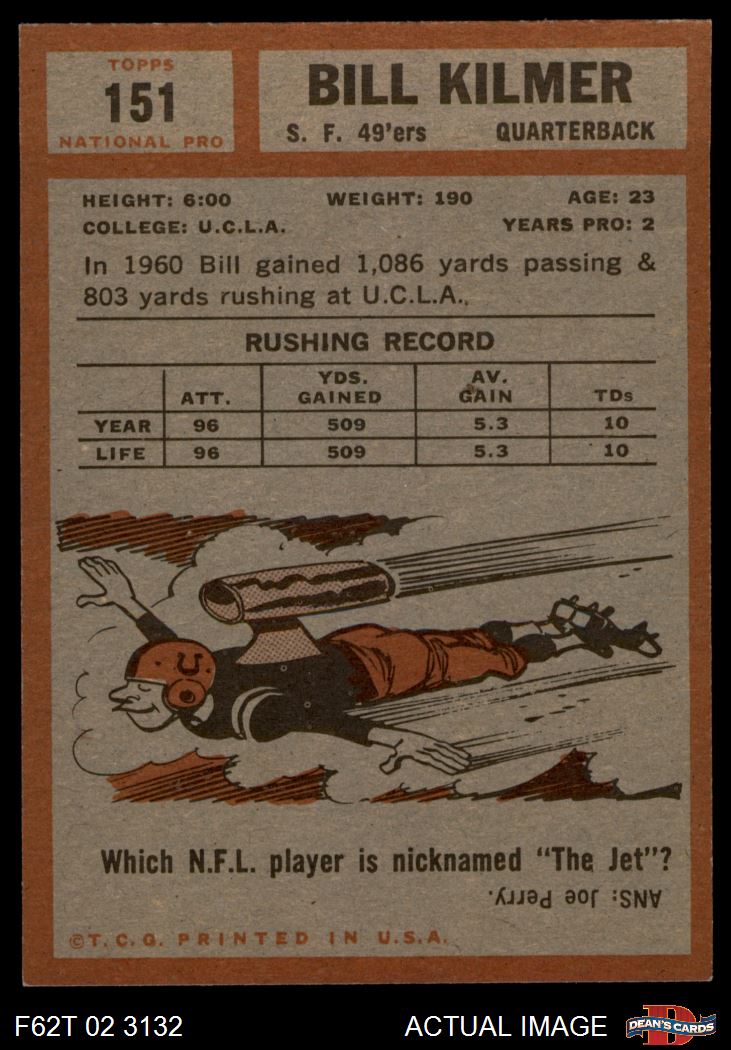 TOPPS
151
NATIONAL PRO
BILL KILMER
S. F. 49'ers QUARTERBACK
HEIGHT: 6:00 WEIGHT: 190 AGE: 23
COLLEGE: U.C.L.A. YEARS PRO: 2
In 1960 Bill gained 1,086 yards passing &
803 yards rushing at U.C.L.A.
RUSHING RECORD
ATT. YDS. GAINED AV. GAIN TDs
YEAR 96 509 5.3 10
LIFE 96 509 5.3 10
Which N.F.L. player is nicknamed "The Jet"?
ANS: Joe Perry.
©T. C. G. PRINTED IN U.S.A.
F62T 02 3132 ACTUAL IMAGE
D
DEAN'S CARDS